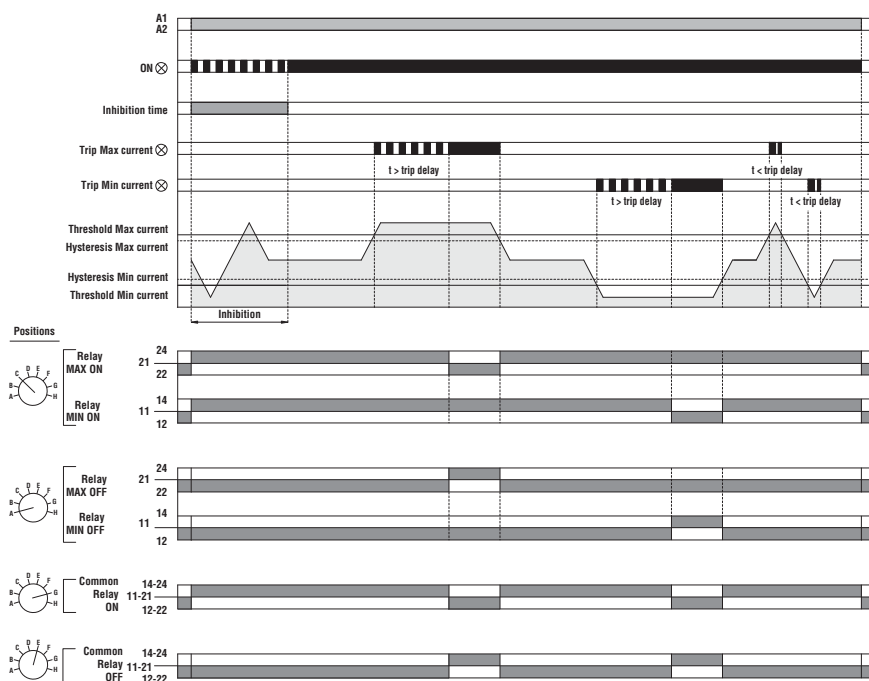 A1
A2
ON
Inhibition time
Trip Max current
t > trip delay
t < trip delay
Trip Min current
t > trip delay
t < trip delay
Threshold Max current
Hysteresis Max current
Hysteresis Min current
Threshold Min current
Inhibition
Positions
A B C D E F G H
Relay
MAX ON
24
21
22
Relay
MIN ON
14
11
12
A B C D E F G H
Relay
MAX OFF
24
21
22
Relay
MIN OFF
14
11
12
A B C D E F G H
Common
Relay
ON
14-24
11-21
12-22
A B C D E F G H
Common
Relay
OFF
14-24
11-21
12-22